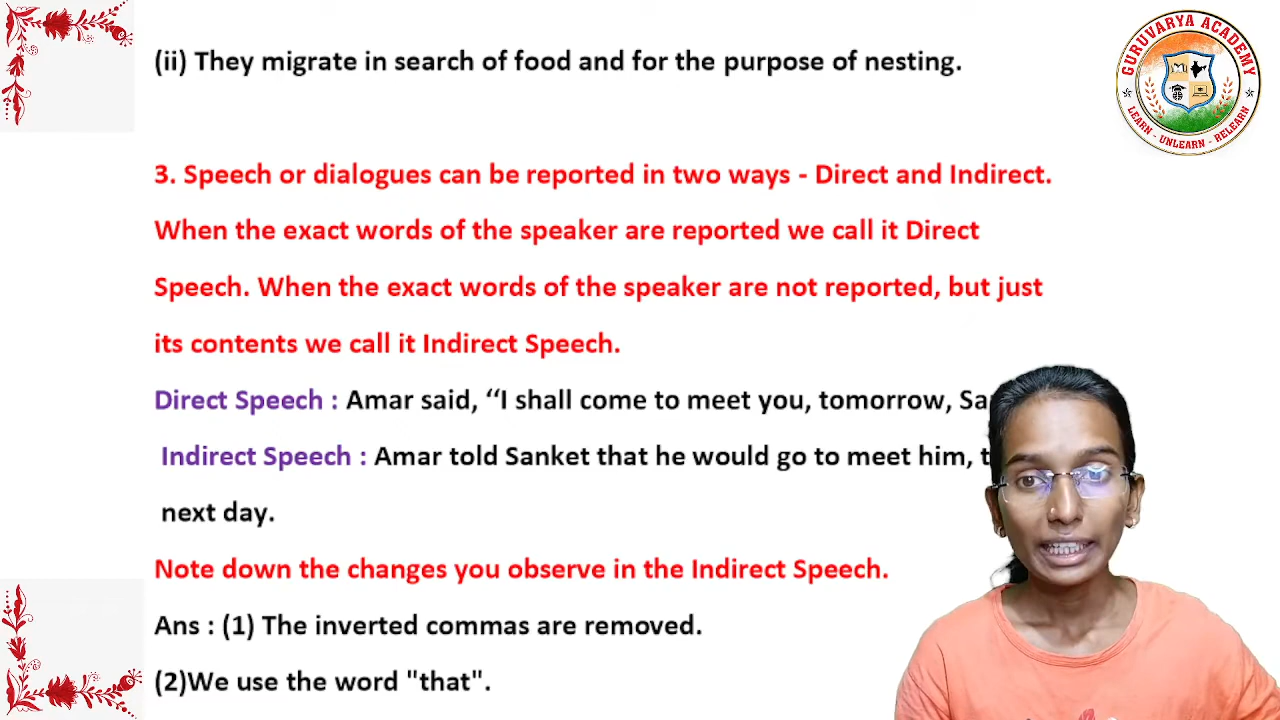 (ii) They migrate in search of food and for the purpose of nesting.
GURUVARYA ACADEMY
LEARN - UNLEARN - RELEARN
3. Speech or dialogues can be reported in two ways - Direct and Indirect.
When the exact words of the speaker are reported we call it Direct
Speech. When the exact words of the speaker are not reported, but just
its contents we call it Indirect Speech.
Direct Speech : Amar said, ‘‘I shall come to meet you, tomorrow,
Indirect Speech : Amar told Sanket that he would go to meet him,
next day.
Note down the changes you observe in the Indirect Speech.
Ans : (1) The inverted commas are removed.
(2)We use the word "that".